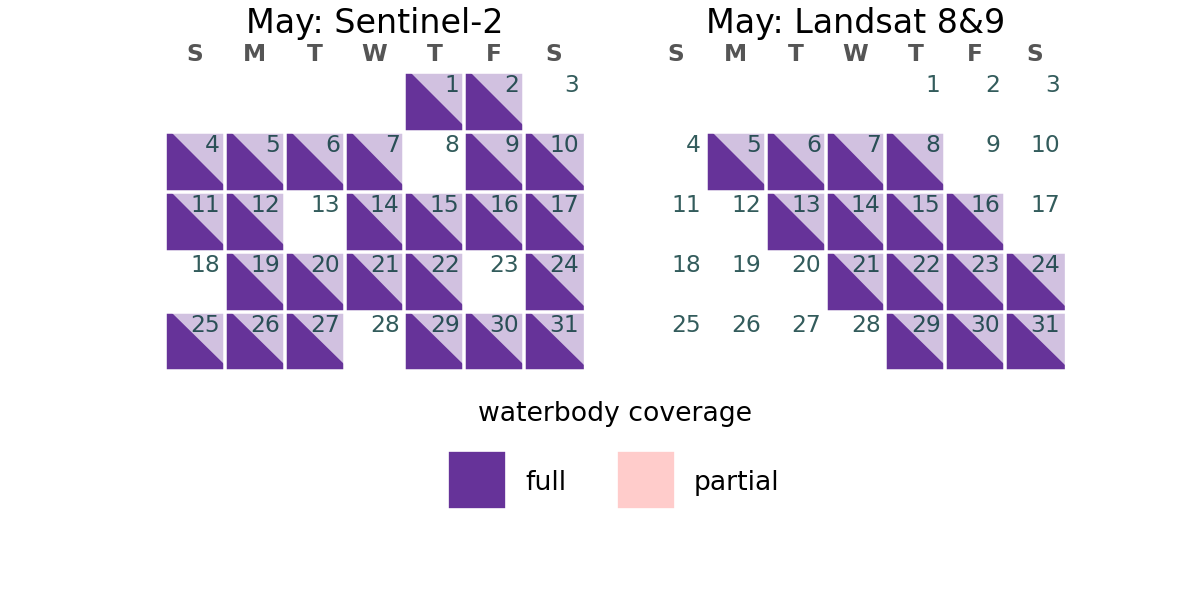 May: Sentinel-2
S M T W T F S
1 2 3
4 5 6 7 8 9 10
11 12 13 14 15 16 17
18 19 20 21 22 23 24
25 26 27 28 29 30 31
May: Landsat 8&9
S M T W T F S
1 2 3
4 5 6 7 8 9 10
11 12 13 14 15 16 17
18 19 20 21 22 23 24
25 26 27 28 29 30 31
waterbody coverage
full partial